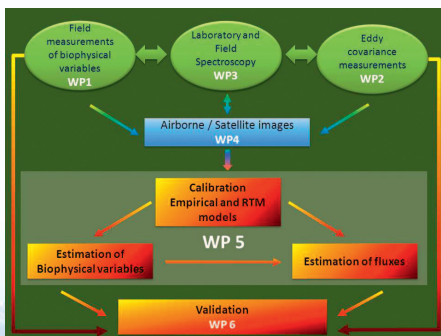 Field
measurements
of biophysical
variables
WP1
Laboratory and
Field
Spectroscopy
WP3
Eddy
covariance
measurements
WP2
Airborne / Satellite images
WP4
Calibration
Empirical and RTM
models
WP 5
Estimation of
Biophysical variables
Estimation of fluxes
Validation
WP 6